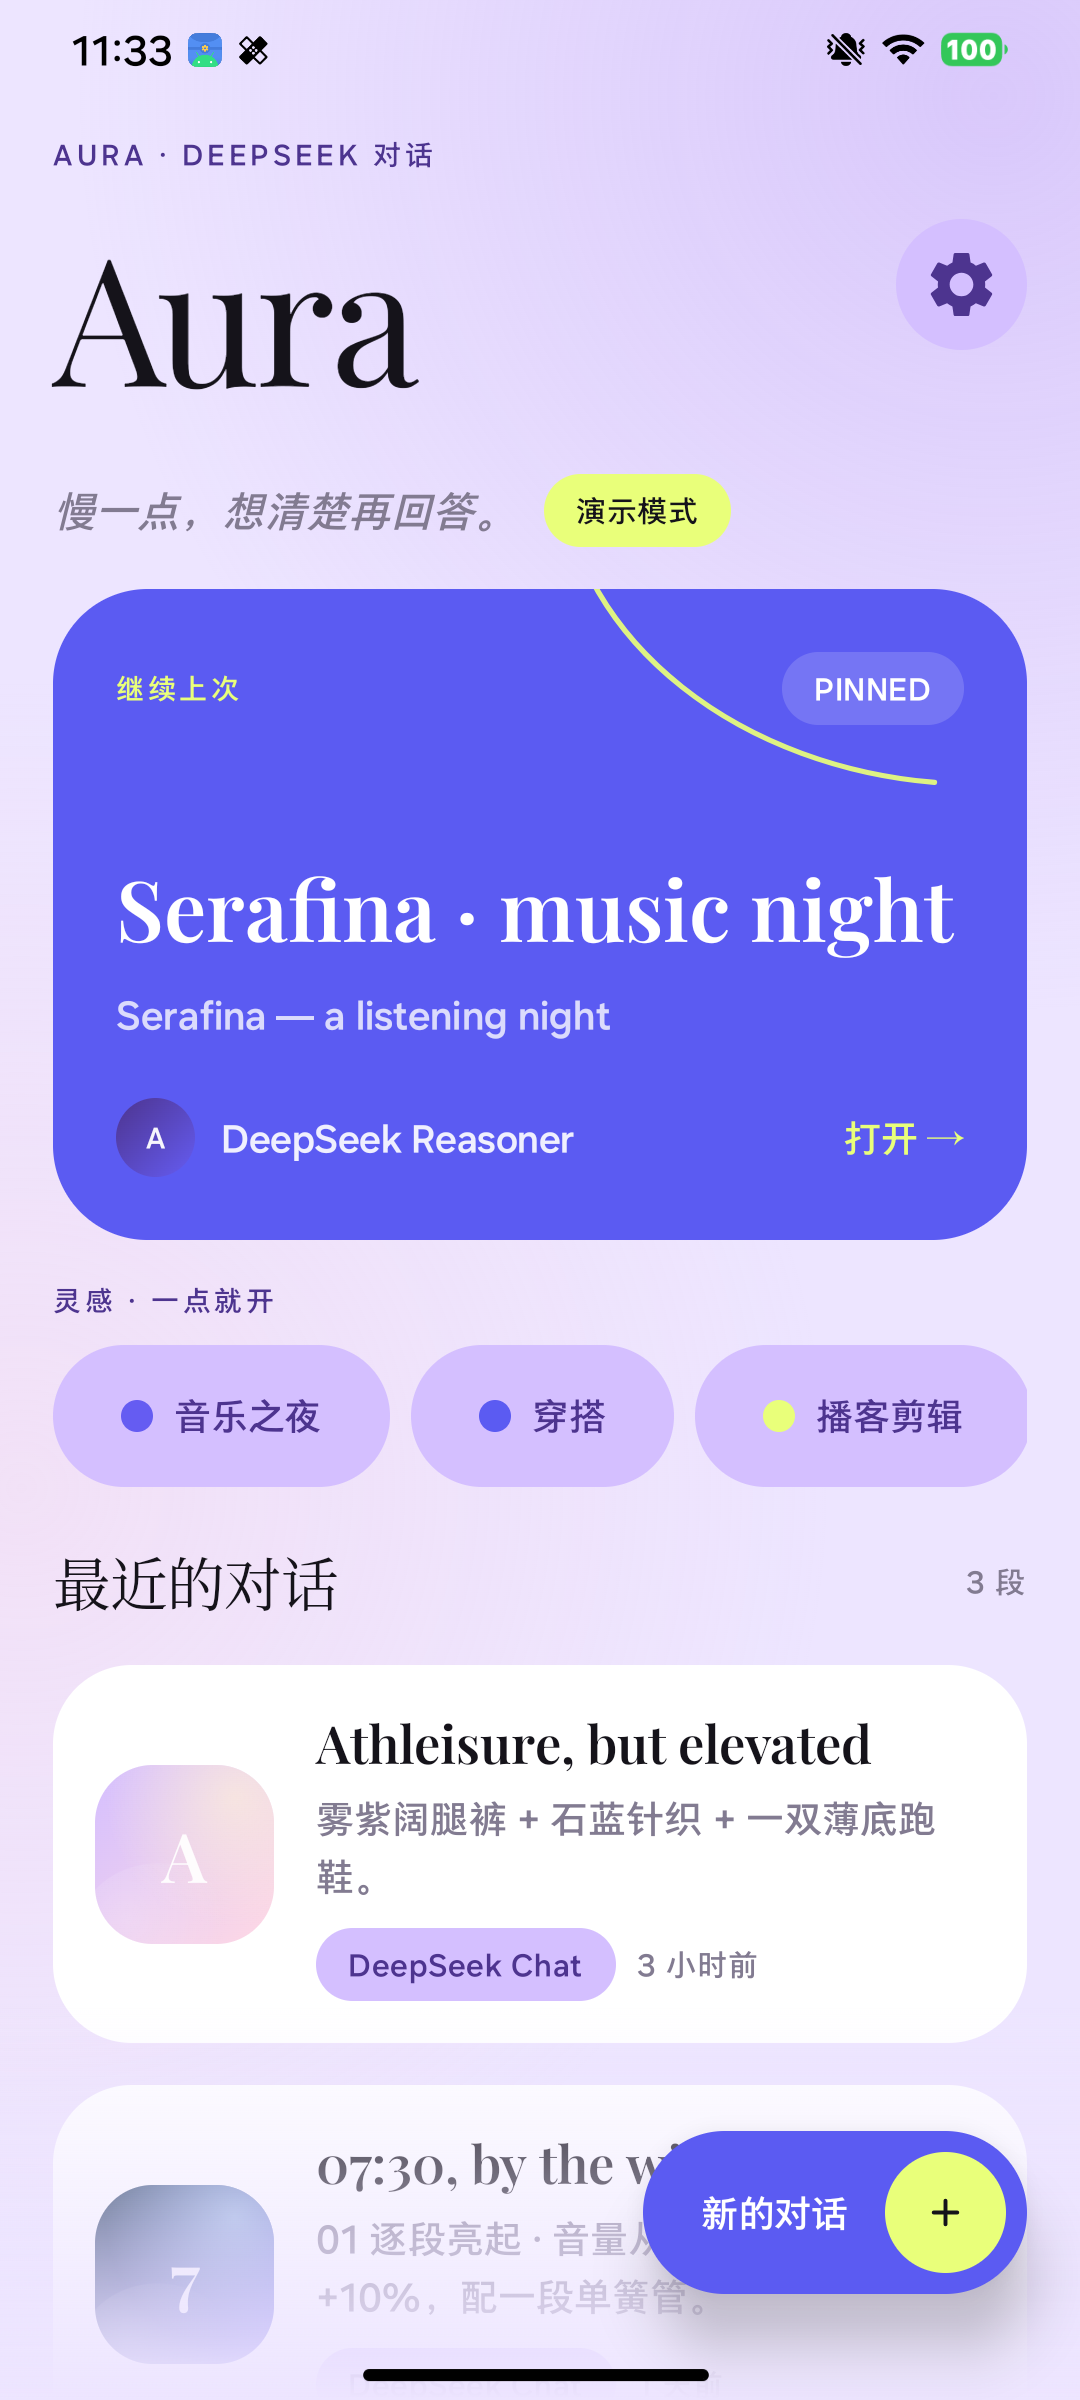 11:33
100
AURA · DEEPSEEK 对话
Aura
慢一点，想清楚再回答。
演示模式
继续上次
PINNED
Serafina · music night
Serafina — a listening night
A
DeepSeek Reasoner
打开 →
灵感 · 一点就开
音乐之夜
穿搭
播客剪辑
最近的对话
3 段
Athleisure, but elevated
雾紫阔腿裤 + 石蓝针织 + 一双薄底跑
鞋。
A
DeepSeek Chat
3 小时前
07:30, by the
01 逐段亮起 · 音量
+10%，配一段单簧管。
7
新的对话
+
DeepSeek Chat